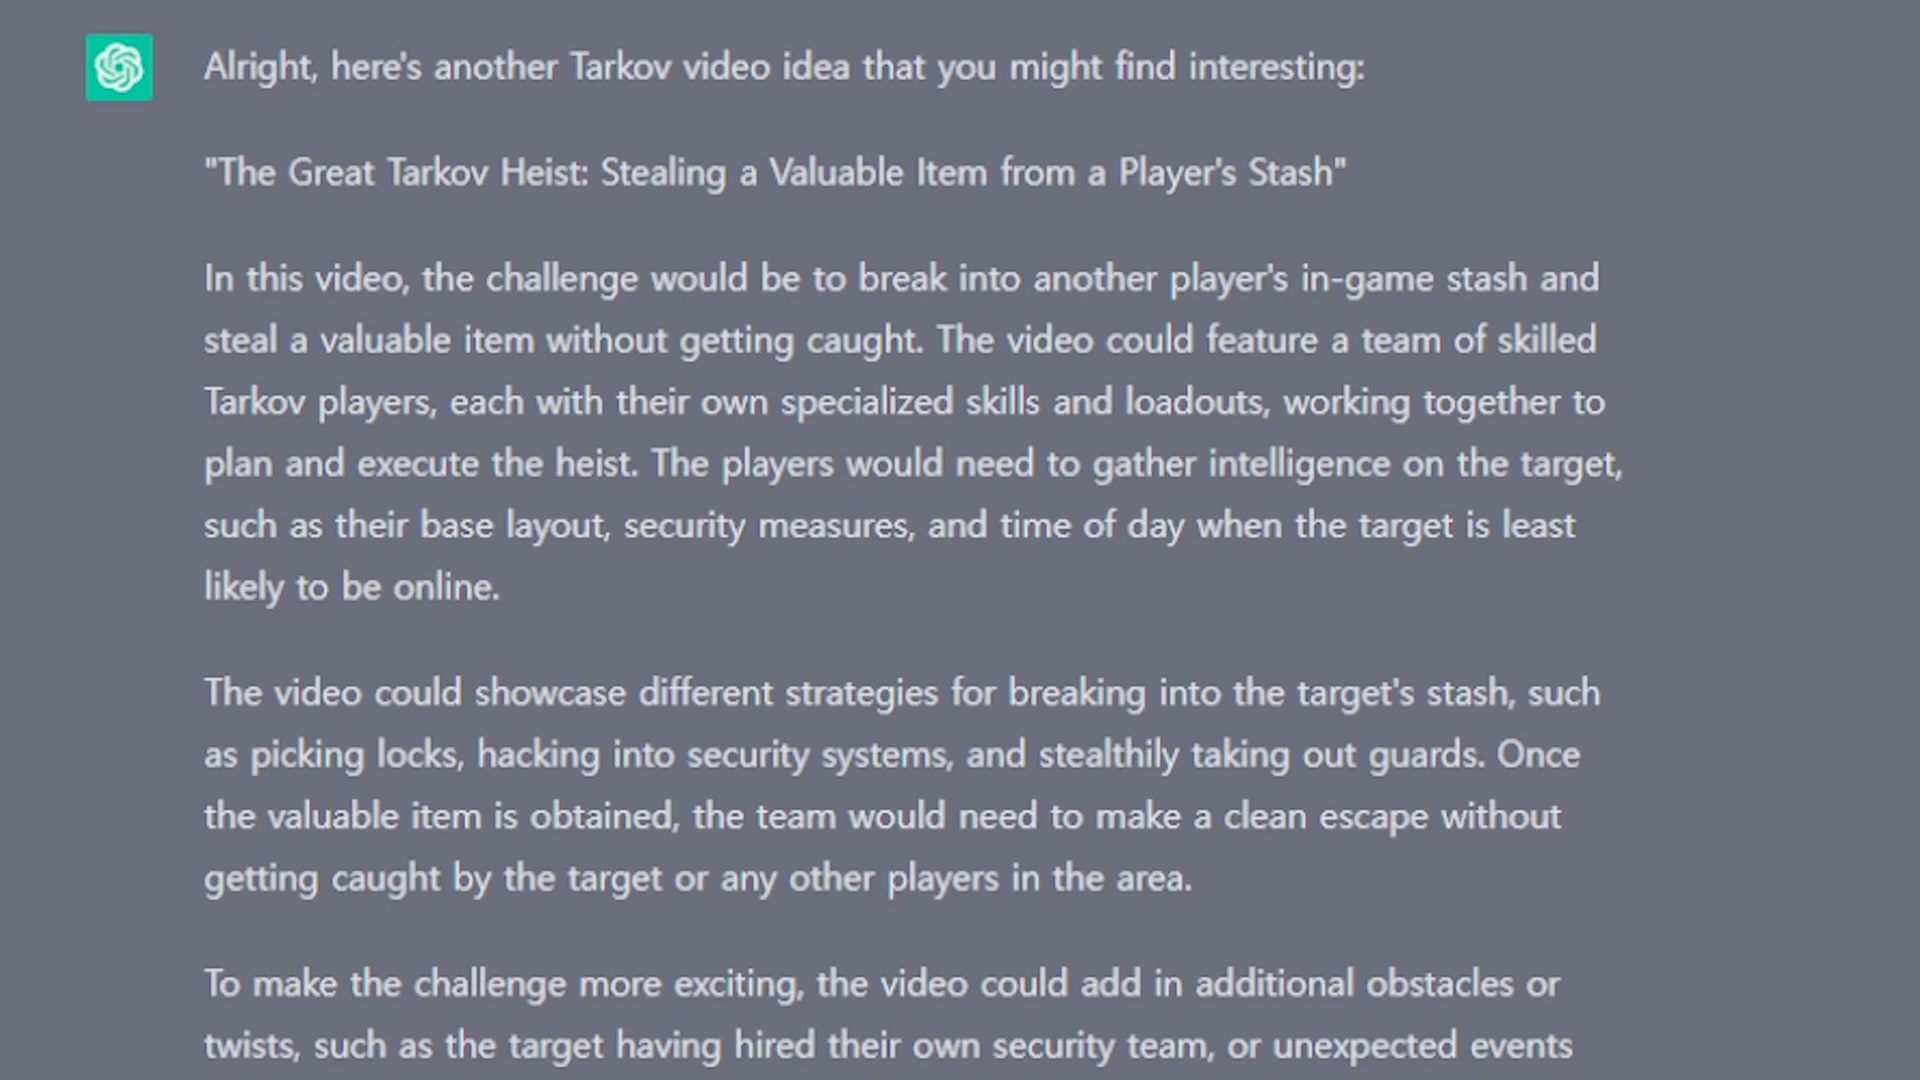 Alright, here's another Tarkov video idea that you might find interesting:
"The Great Tarkov Heist: Stealing a Valuable Item from a Player's Stash"
In this video, the challenge would be to break into another player's in-game stash and
steal a valuable item without getting caught. The video could feature a team of skilled
Tarkov players, each with their own specialized skills and loadouts, working together to
plan and execute the heist. The players would need to gather intelligence on the target,
such as their base layout, security measures, and time of day when the target is least
likely to be online.
The video could showcase different strategies for breaking into the target's stash, such
as picking locks, hacking into security systems, and stealthily taking out guards. Once
the valuable item is obtained, the team would need to make a clean escape without
getting caught by the target or any other players in the area.
To make the challenge more exciting, the video could add in additional obstacles or
twists, such as the target having hired their own security team, or unexpected events